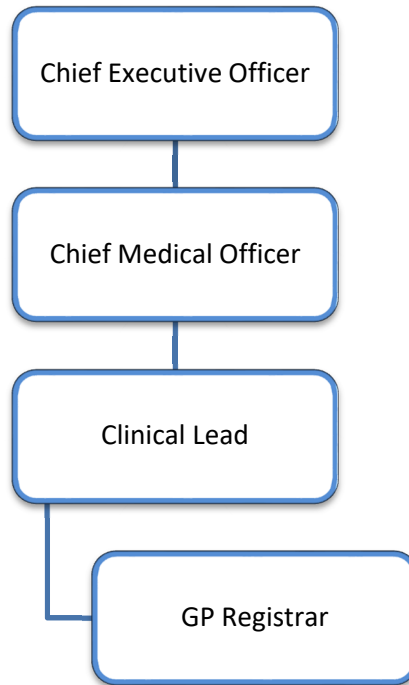 Chief Executive Officer
Chief Medical Officer
Clinical Lead
GP Registrar